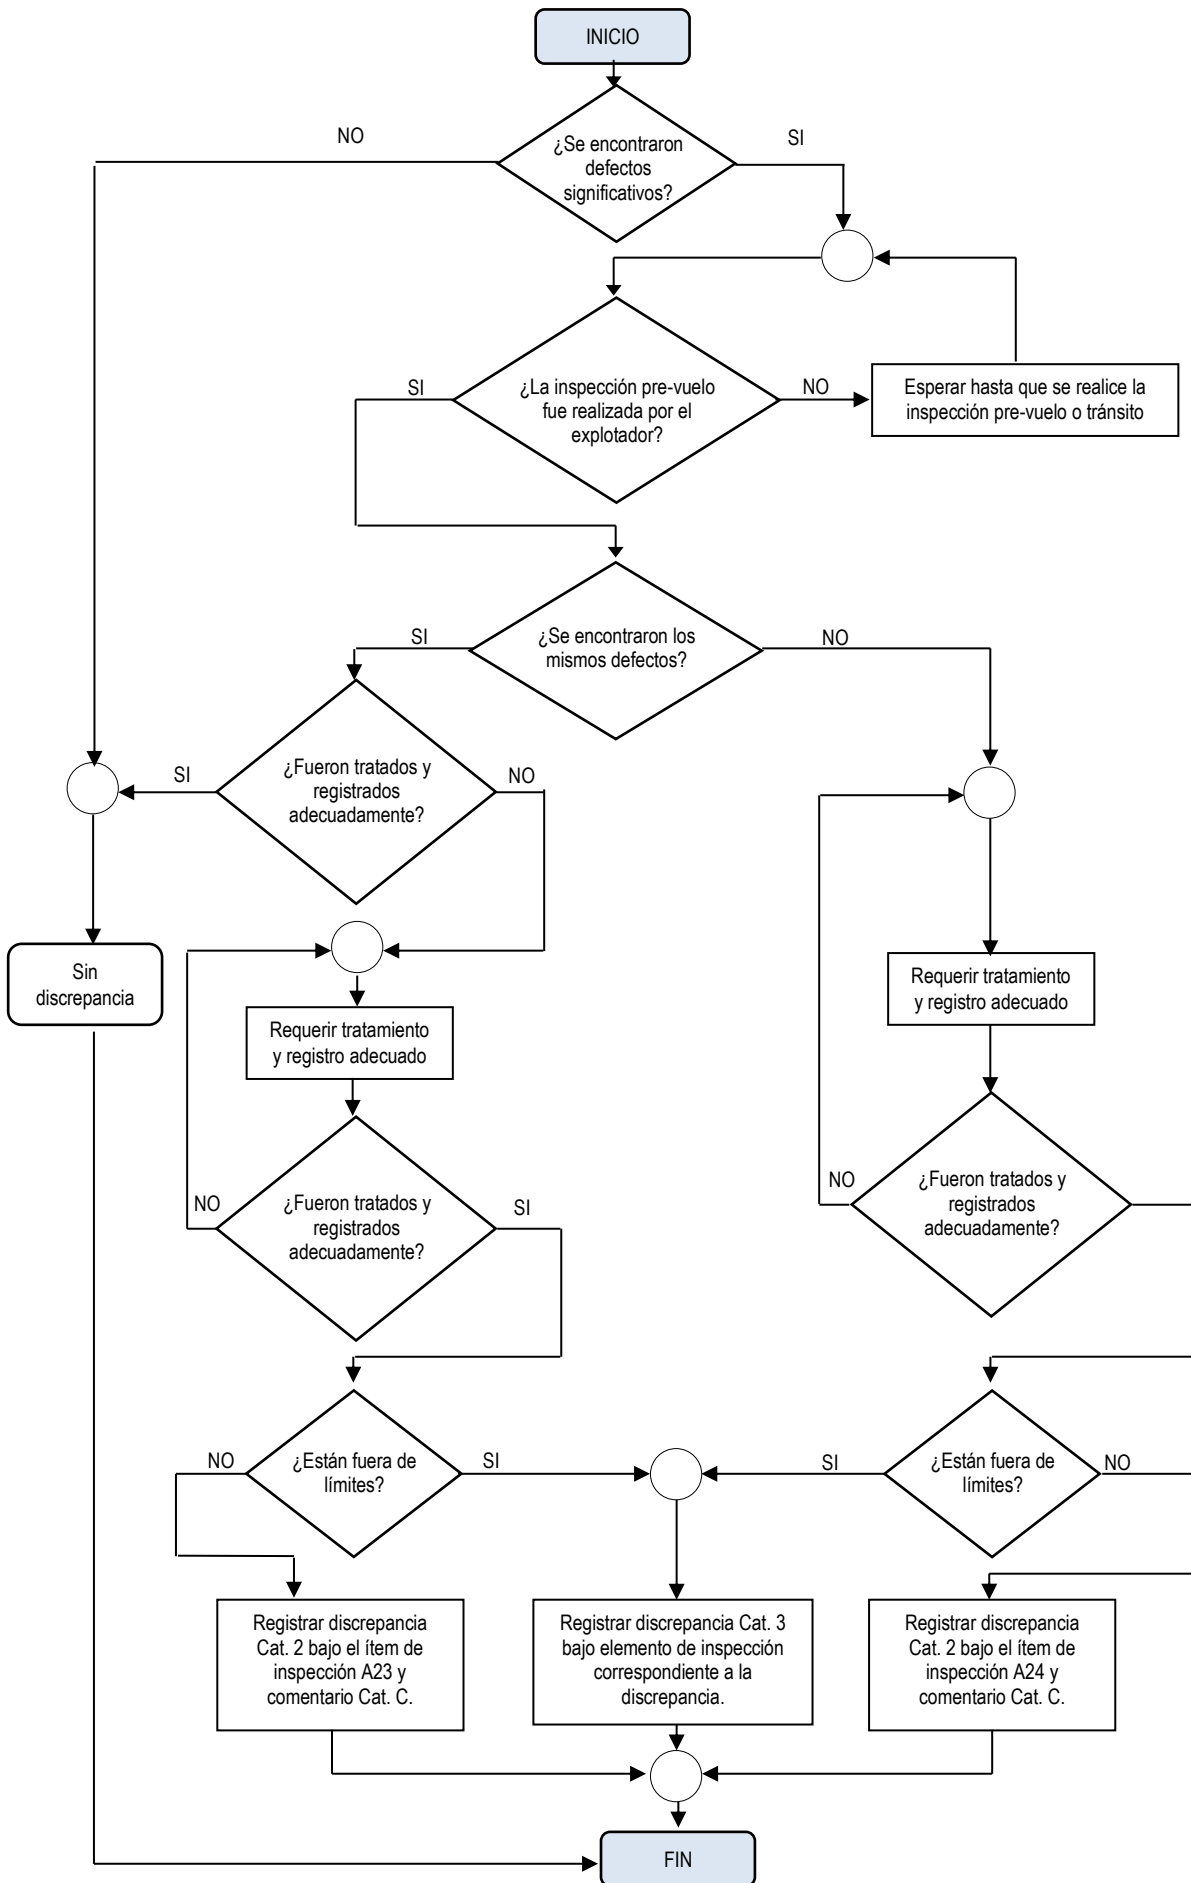 INICIO
NO
SI
¿Se encontraron
defectos
significativos?
SI
¿La inspección pre-vuelo
fue realizada por el
explotador?
NO
Esperar hasta que se realice la
inspección pre-vuelo o tránsito
SI
¿Se encontraron los
mismos defectos?
NO
SI
¿Fueron tratados y
registrados
adecuadamente?
NO
Sin
discrepancia
Requerir tratamiento
y registro adecuado
Requerir tratamiento
y registro adecuado
NO
¿Fueron tratados y
registrados
adecuadamente?
SI
NO
¿Fueron tratados y
registrados
adecuadamente?
NO
¿Están fuera de
límites?
SI
SI
¿Están fuera de
límites?
NO
Registrar discrepancia
Cat. 2 bajo el ítem de
inspección A23 y
comentario Cat. C.
Registrar discrepancia Cat. 3
bajo elemento de inspección
correspondiente a la
discrepancia.
Registrar discrepancia
Cat. 2 bajo el ítem de
inspección A24 y
comentario Cat. C.
FIN